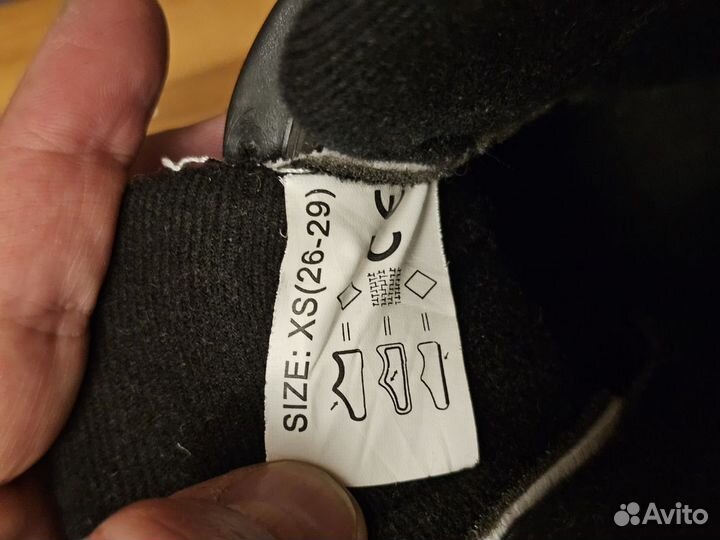 SIZE: XS(26-29)
CE
=
=
=
Avito